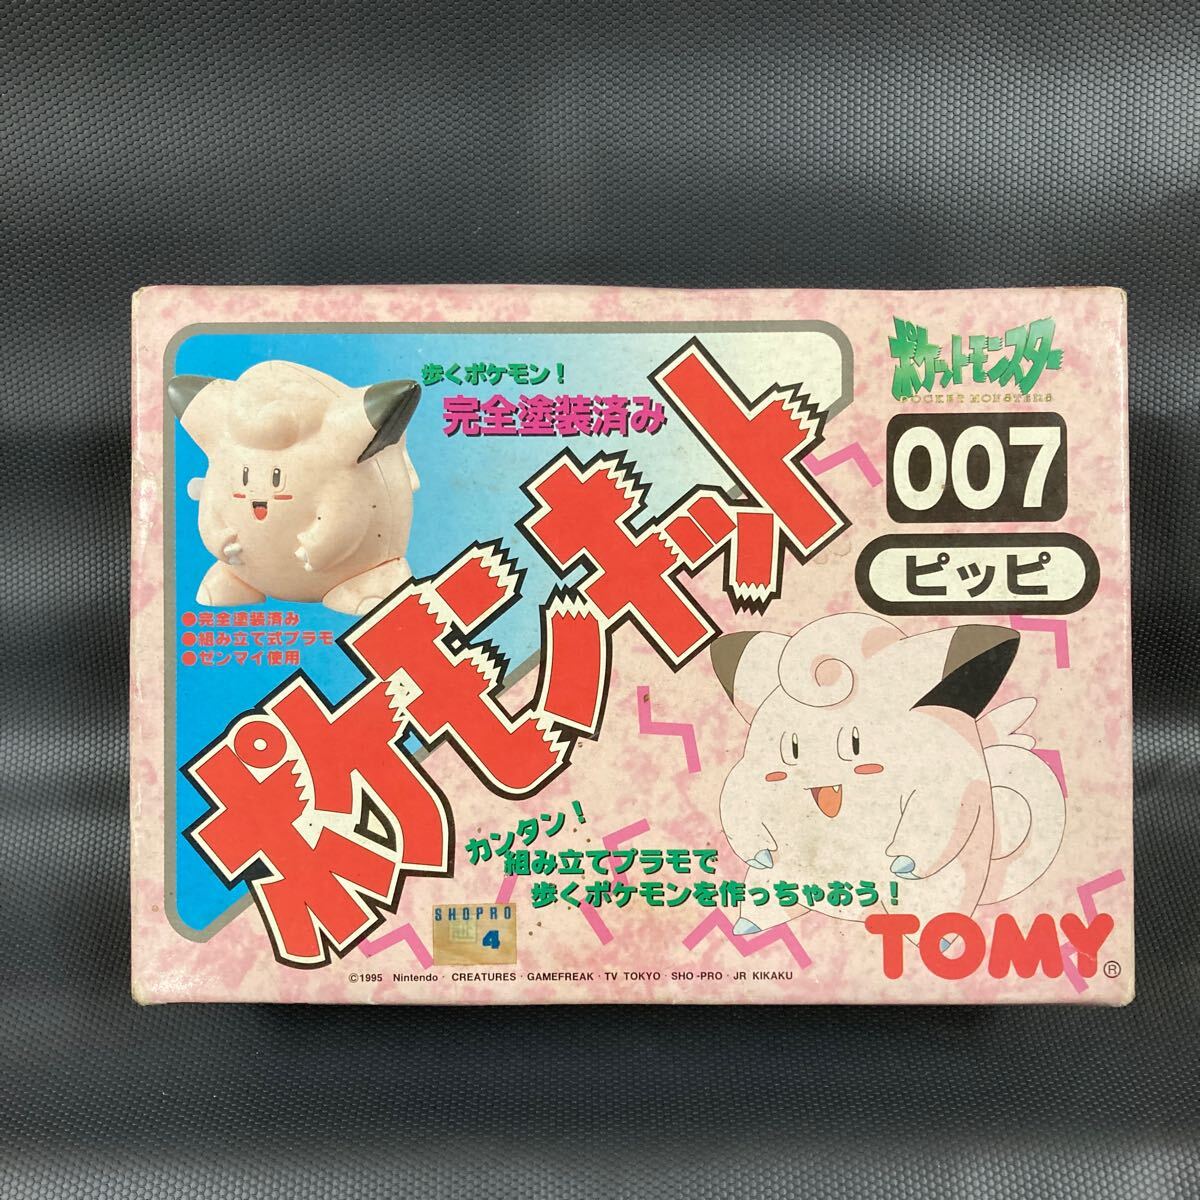 歩くポケモン!
完全塗装済み
ポケットモンスター
POCKET MONSTERS
007
ピッピ
●完全塗装済み
●組み立て式プラモ
●ゼンマイ使用
ポケモンキット
カンタン!
組み立てプラモで
歩くポケモンを作っちゃおう!
SHOPRO
証
4
TOMY®
©1995 Nintendo · CREATURES · GAMEFREAK · TV TOKYO · SHO-PRO · JR KIKAKU